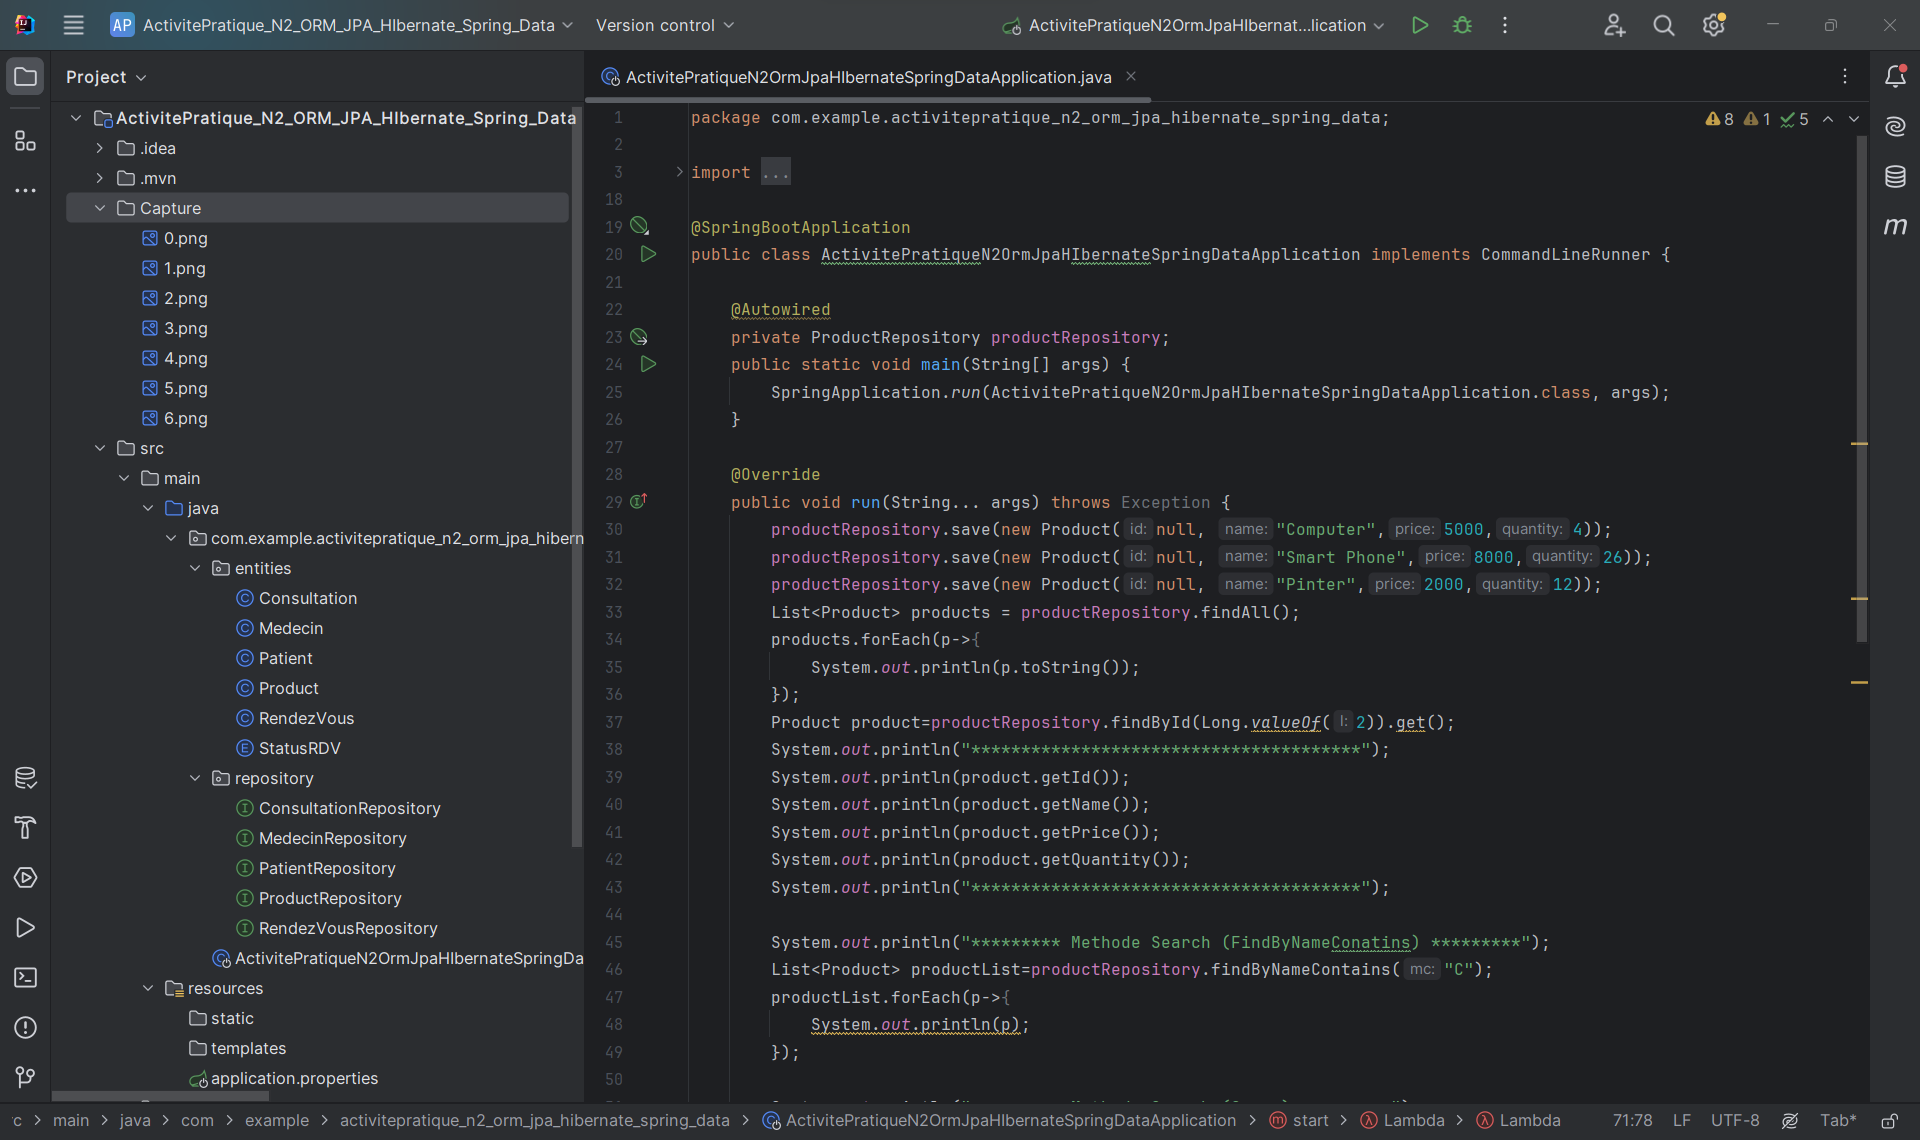 AP ActivitePratique_N2_ORM_JPA_HIbernate_Spring_Data Version control ActivitePratiqueN2OrmJpaHIbernat...lication
Project
ActivitePratique_N2_ORM_JPA_HIbernate_Spring_Data
.idea
.mvn
Capture
0.png
1.png
2.png
3.png
4.png
5.png
6.png
src
main
java
com.example.activitepratique_n2_orm_jpa_hibern
entities
Consultation
Medecin
Patient
Product
RendezVous
StatusRDV
repository
ConsultationRepository
MedecinRepository
PatientRepository
ProductRepository
RendezVousRepository
ActivitePratiqueN2OrmJpaHIbernateSpringDa
resources
static
templates
application.properties
ActivitePratiqueN2OrmJpaHIbernateSpringDataApplication.java
8 1 5
1 package com.example.activitepratique_n2_orm_jpa_hibernate_spring_data;
2
3 import ...
18
19 @SpringBootApplication
20 public class ActivitePratiqueN2OrmJpaHIbernateSpringDataApplication implements CommandLineRunner {
21
22 @Autowired
23 private ProductRepository productRepository;
24 public static void main(String[] args) {
25 SpringApplication.run(ActivitePratiqueN2OrmJpaHIbernateSpringDataApplication.class, args);
26 }
27
28 @Override
29 public void run(String... args) throws Exception {
30 productRepository.save(new Product( id: null, name: "Computer", price: 5000, quantity: 4));
31 productRepository.save(new Product( id: null, name: "Smart Phone", price: 8000, quantity: 26));
32 productRepository.save(new Product( id: null, name: "Pinter", price: 2000, quantity: 12));
33 List<Product> products = productRepository.findAll();
34 products.forEach(p->{
35 System.out.println(p.toString());
36 });
37 Product product=productRepository.findById(Long.valueOf( l: 2)).get();
38 System.out.println("***************************************");
39 System.out.println(product.getId());
40 System.out.println(product.getName());
41 System.out.println(product.getPrice());
42 System.out.println(product.getQuantity());
43 System.out.println("***************************************");
44
45 System.out.println("********* Methode Search (FindByNameConatins) *********");
46 List<Product> productList=productRepository.findByNameContains( mc: "C");
47 productList.forEach(p->{
48 System.out.println(p);
49 });
50
main java com example activitepratique_n2_orm_jpa_hibernate_spring_data ActivitePratiqueN2OrmJpaHIbernateSpringDataApplication start Lambda Lambda 71:78 LF UTF-8 Tab*